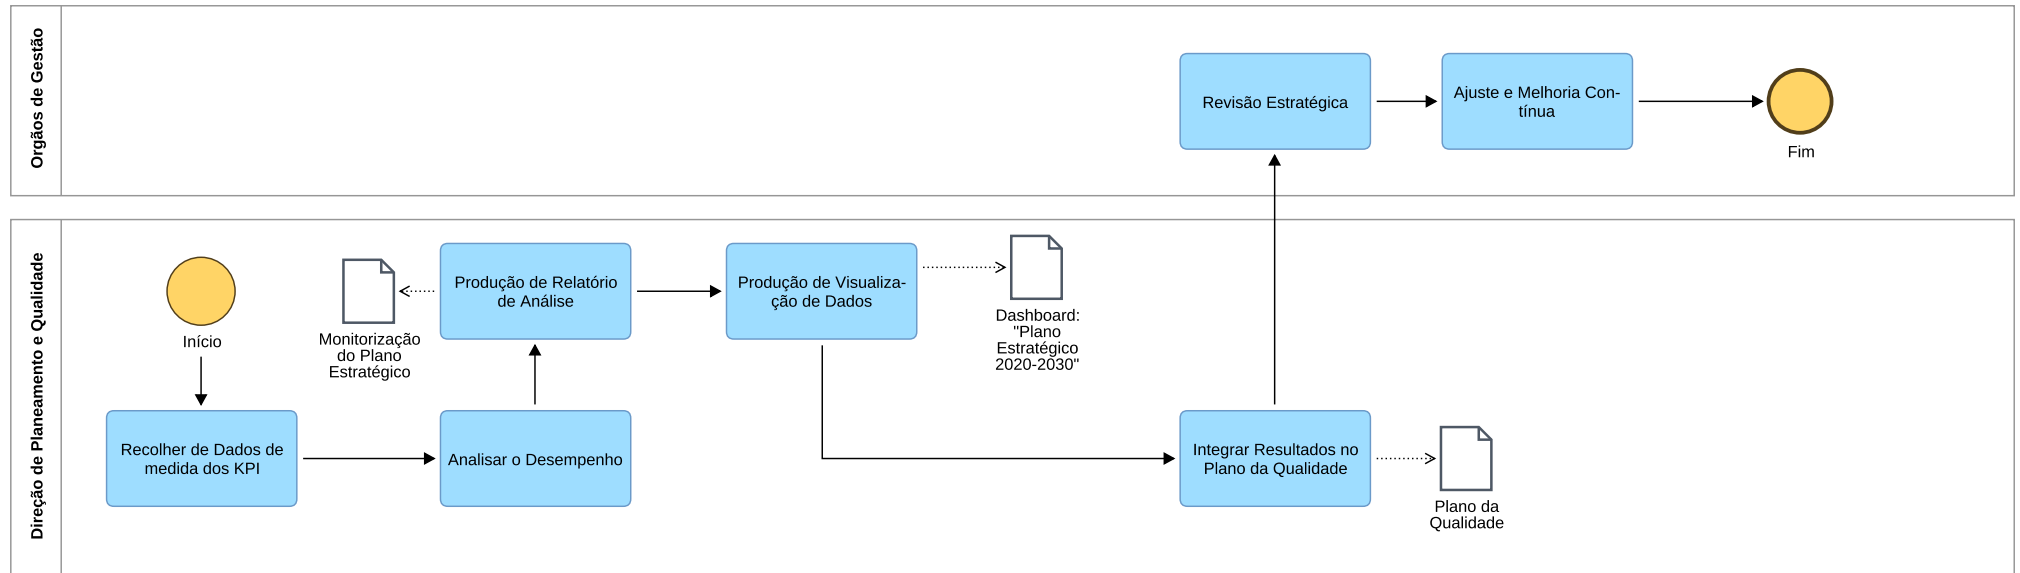 Orgãos de Gestão
Revisão Estratégica
Ajuste e Melhoria Con-
tínua
Fim
Direção de Planeamento e Qualidade
Início
Monitorização
do Plano
Estratégico
Produção de Relatório
de Análise
Produção de Visualiza-
ção de Dados
Dashboard:
"Plano
Estratégico
2020-2030"
Recolher de Dados de
medida dos KPI
Analisar o Desempenho
Integrar Resultados no
Plano da Qualidade
Plano da
Qualidade